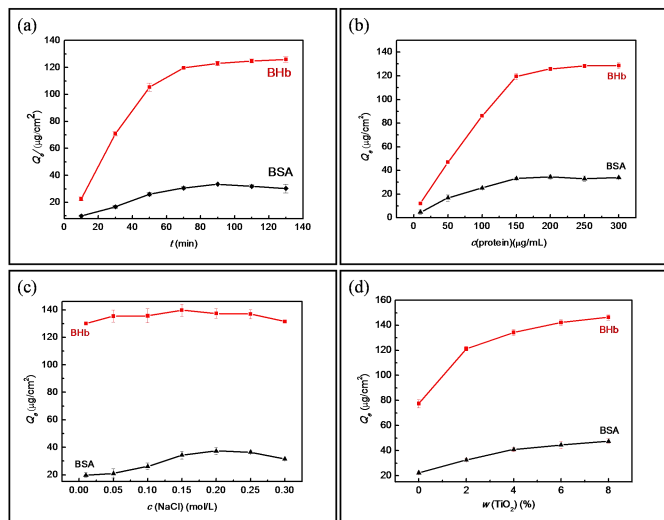 (a)
140
120
100
80
60
40
20
Qe/ (μg/cm²)
BHb
BSA
0 20 40 60 80 100 120 140
t (min)
(b)
140
120
100
80
60
40
20
0
Qe (μg/cm²)
BHb
BSA
0 50 100 150 200 250 300
c(protein)(μg/mL)
(c)
140
120
100
80
60
40
20
Qe (μg/cm²)
BHb
BSA
0.00 0.05 0.10 0.15 0.20 0.25 0.30
c (NaCl) (mol/L)
(d)
160
140
120
100
80
60
40
20
0
Qe (μg/cm²)
BHb
BSA
0 2 4 6 8
w (TiO₂) (%)